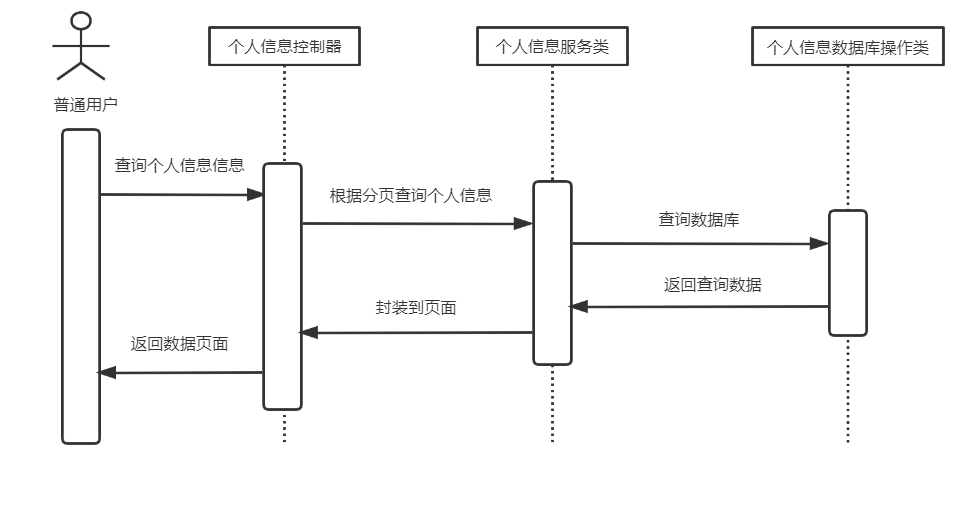 个人信息控制器
个人信息服务类
个人信息数据库操作类
普通用户
查询个人信息信息
根据分页查询个人信息
查询数据库
返回查询数据
封装到页面
返回数据页面